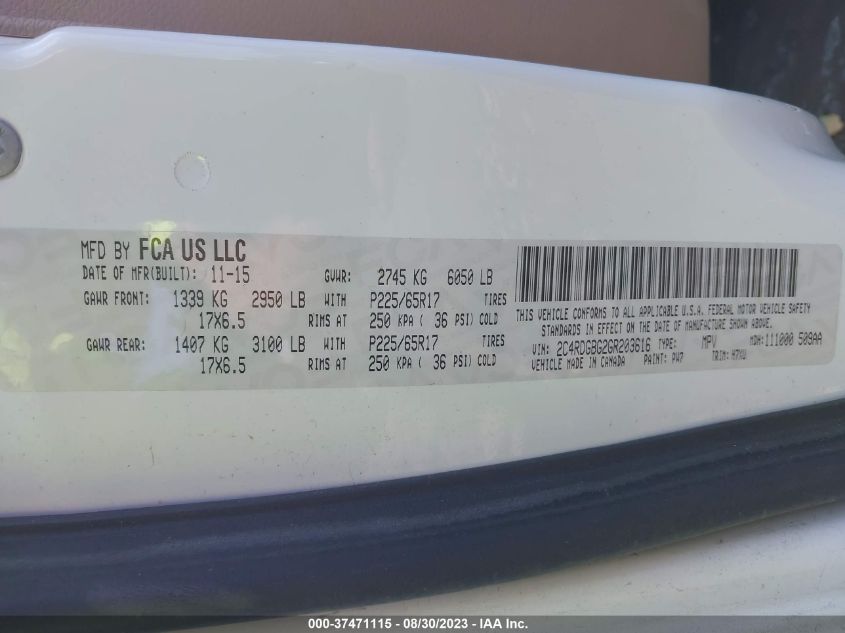 MFD BY FCA US LLC
DATE OF MFR(BUILT): 11-15 GVWR: 2745 KG 6050 LB
GAWR FRONT: 1339 KG 2950 LB WITH P225/65R17 TIRES
17X6.5 RIMS AT 250 KPA ( 36 PSI) COLD
GAWR REAR: 1407 KG 3100 LB WITH P225/65R17 TIRES
17X6.5 RIMS AT 250 KPA ( 36 PSI) COLD
THIS VEHICLE CONFORMS TO ALL APPLICABLE U.S.A. FEDERAL MOTOR VEHICLE SAFETY
STANDARDS IN EFFECT ON THE DATE OF MANUFACTURE SHOWN ABOVE.
VIN: 2C4RDGBG2GR203616 TYPE: MPV MDH: 111000 509AA
VEHICLE MADE IN CANADA PAINT: PW7 TRIM: H7XU
000-37471115 - 08/30/2023 - IAA Inc.